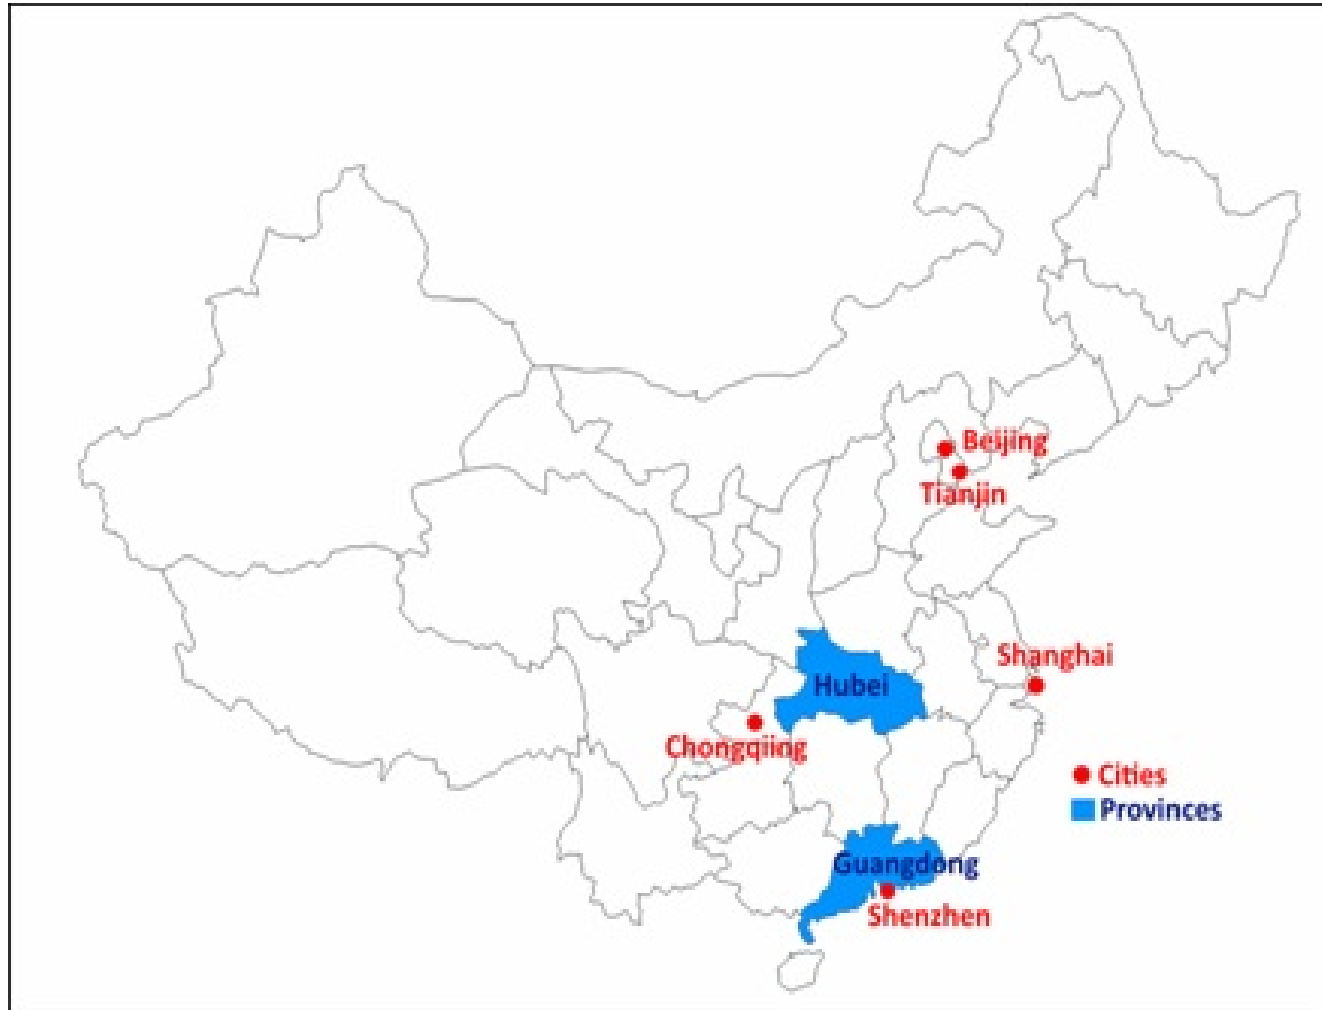 Beijing
Tianjin
Shanghai
Hubei
Chongqiing
Cities
Provinces
Guangdong
Shenzhen